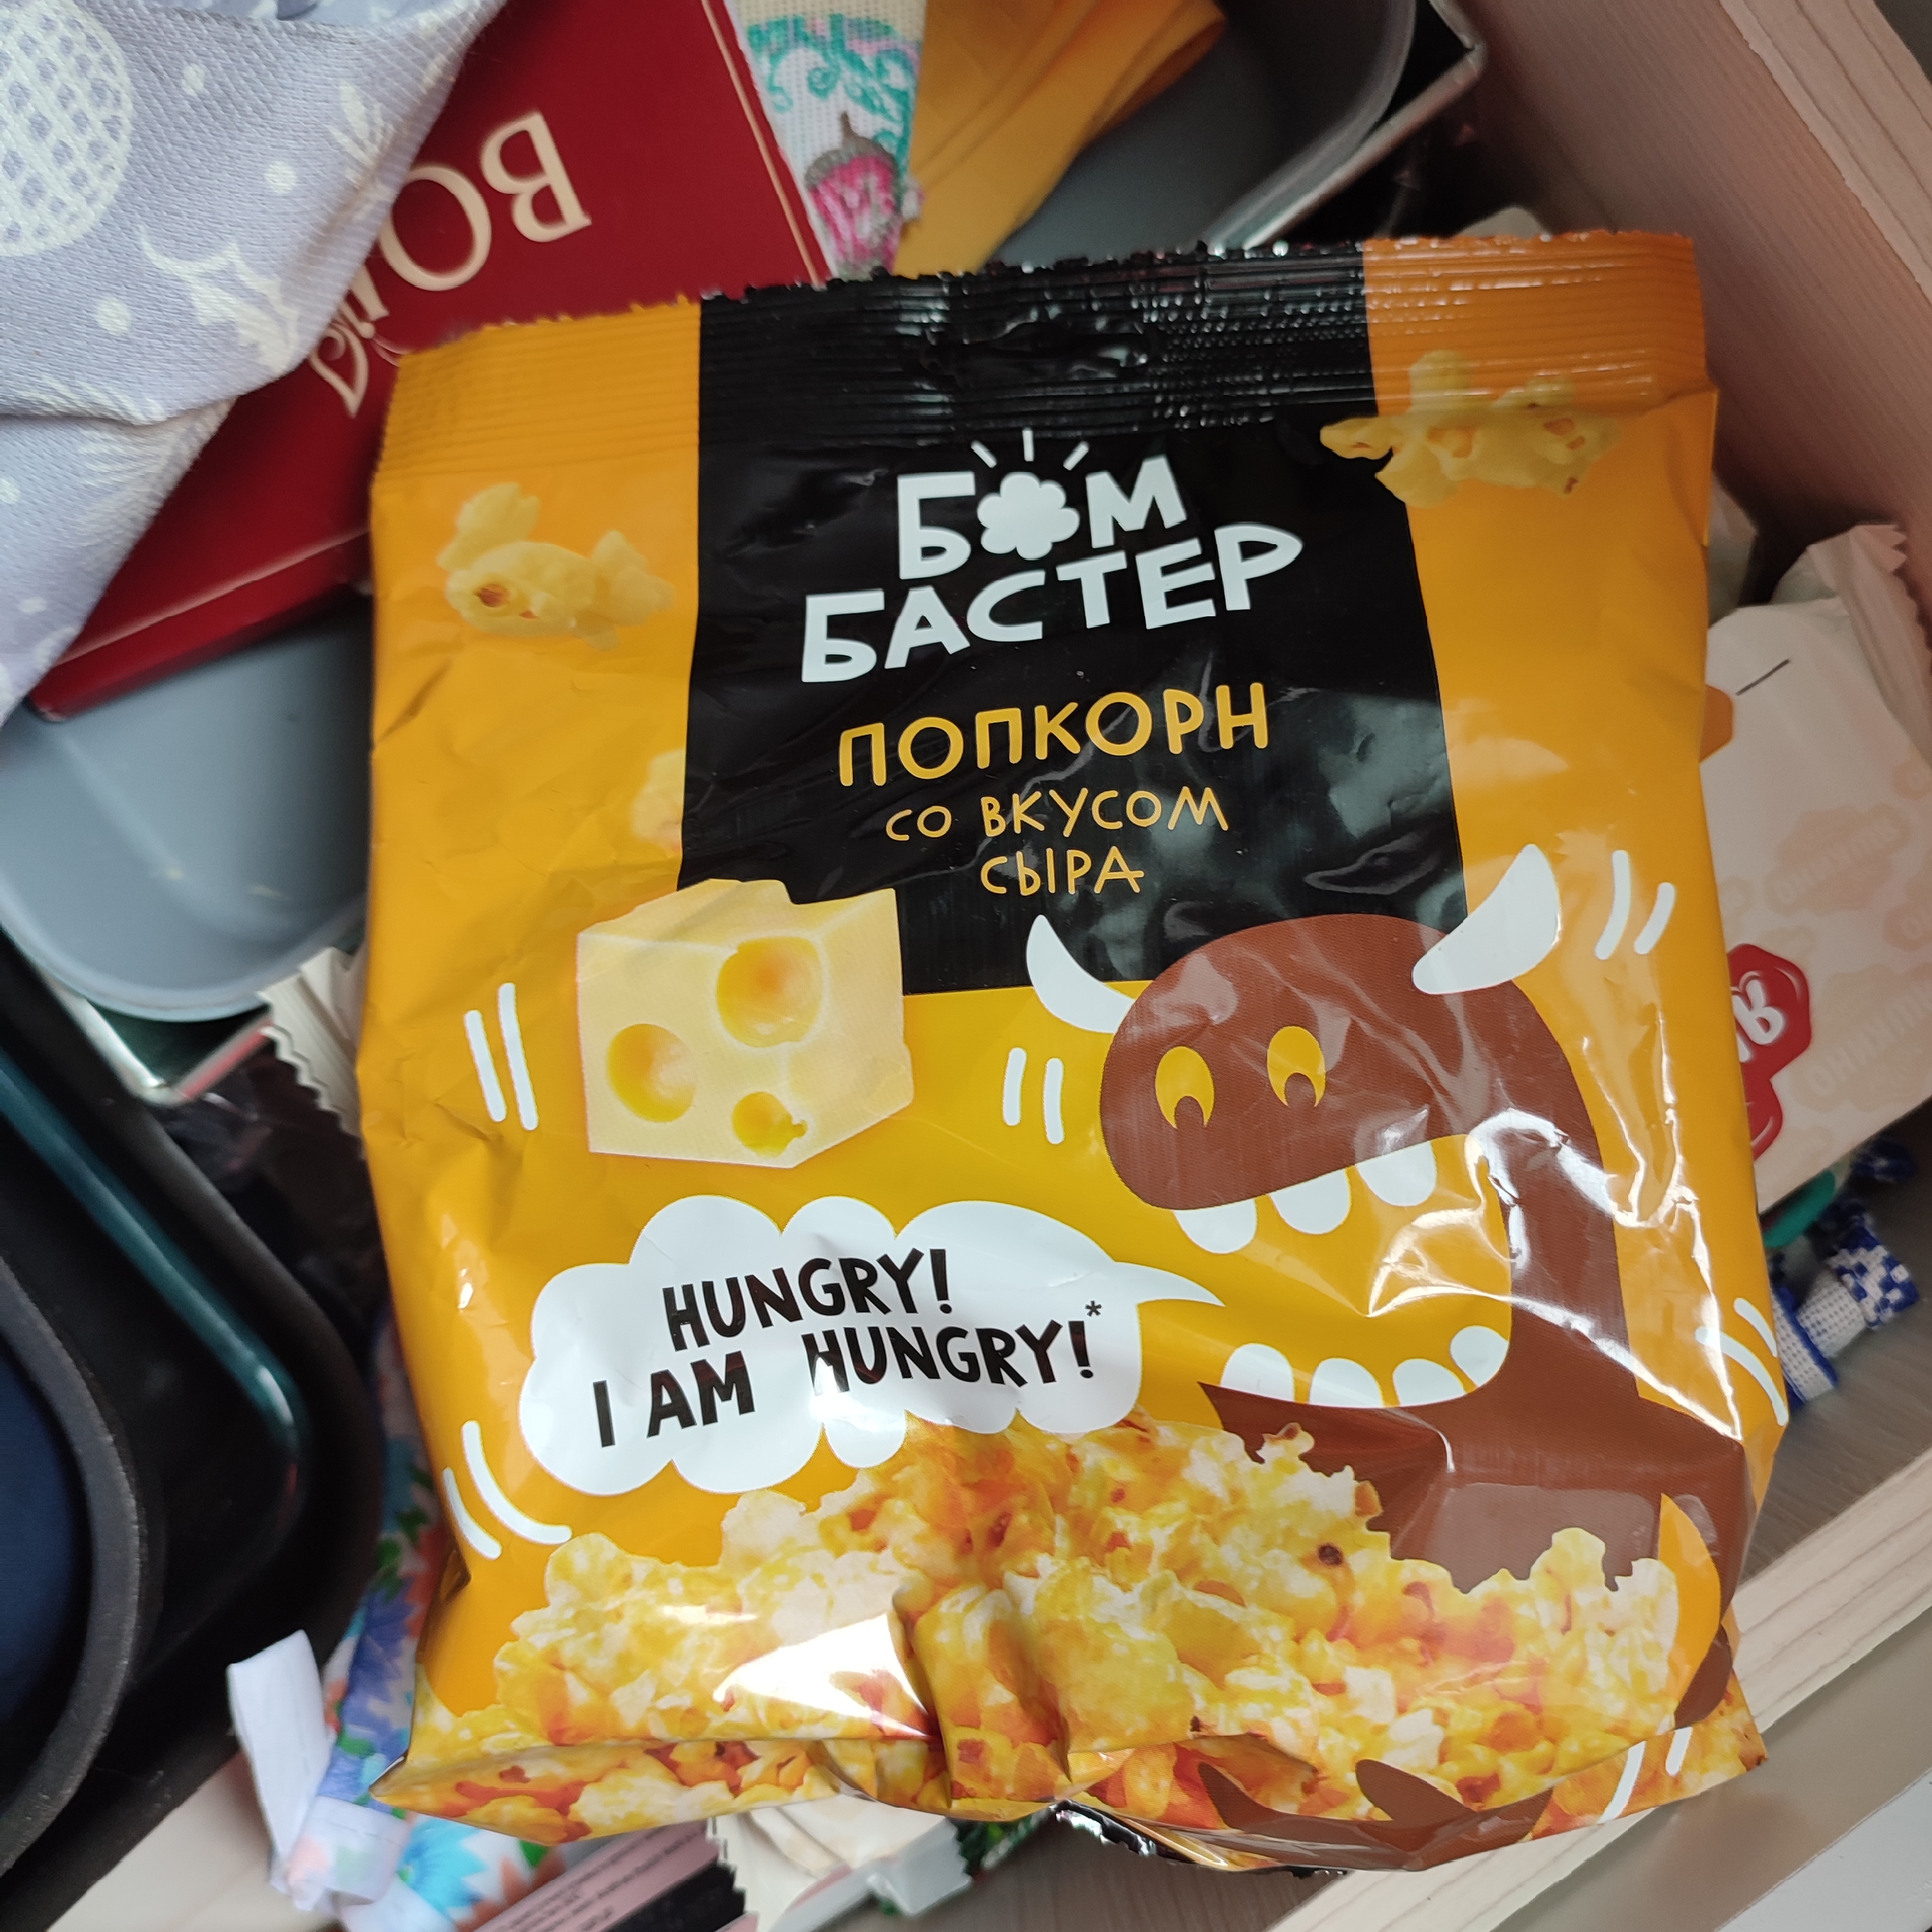 БОМ
БАСТЕР
ПОПКОРН
СО ВКУСОМ
СЫРА
HUNGRY!
I AM HUNGRY!*